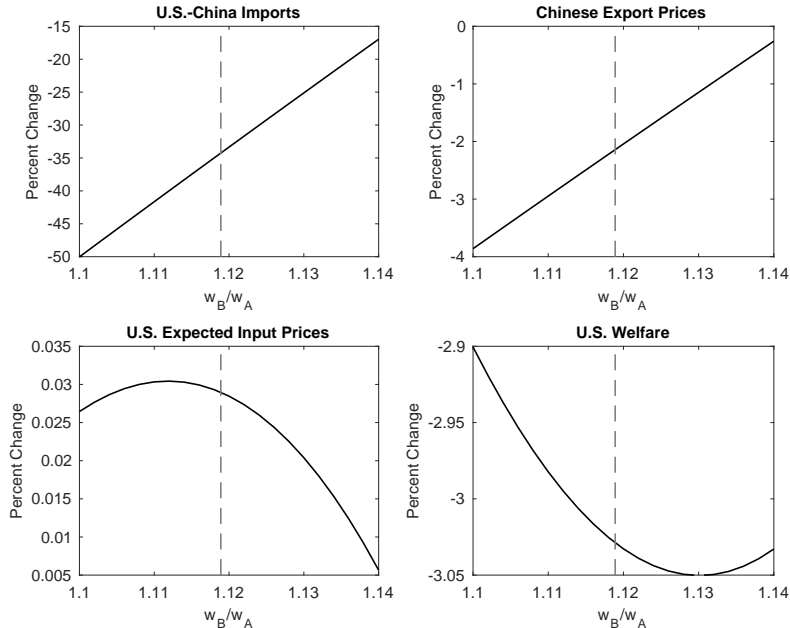 U.S.-China Imports
-15
-20
-25
-30
-35
-40
-45
-50
Percent Change
1.1 1.11 1.12 1.13 1.14
w_B/w_A
Chinese Export Prices
0
-1
-2
-3
-4
Percent Change
1.1 1.11 1.12 1.13 1.14
w_B/w_A
U.S. Expected Input Prices
0.035
0.03
0.025
0.02
0.015
0.01
0.005
Percent Change
1.1 1.11 1.12 1.13 1.14
w_B/w_A
U.S. Welfare
-2.9
-2.95
-3
-3.05
Percent Change
1.1 1.11 1.12 1.13 1.14
w_B/w_A